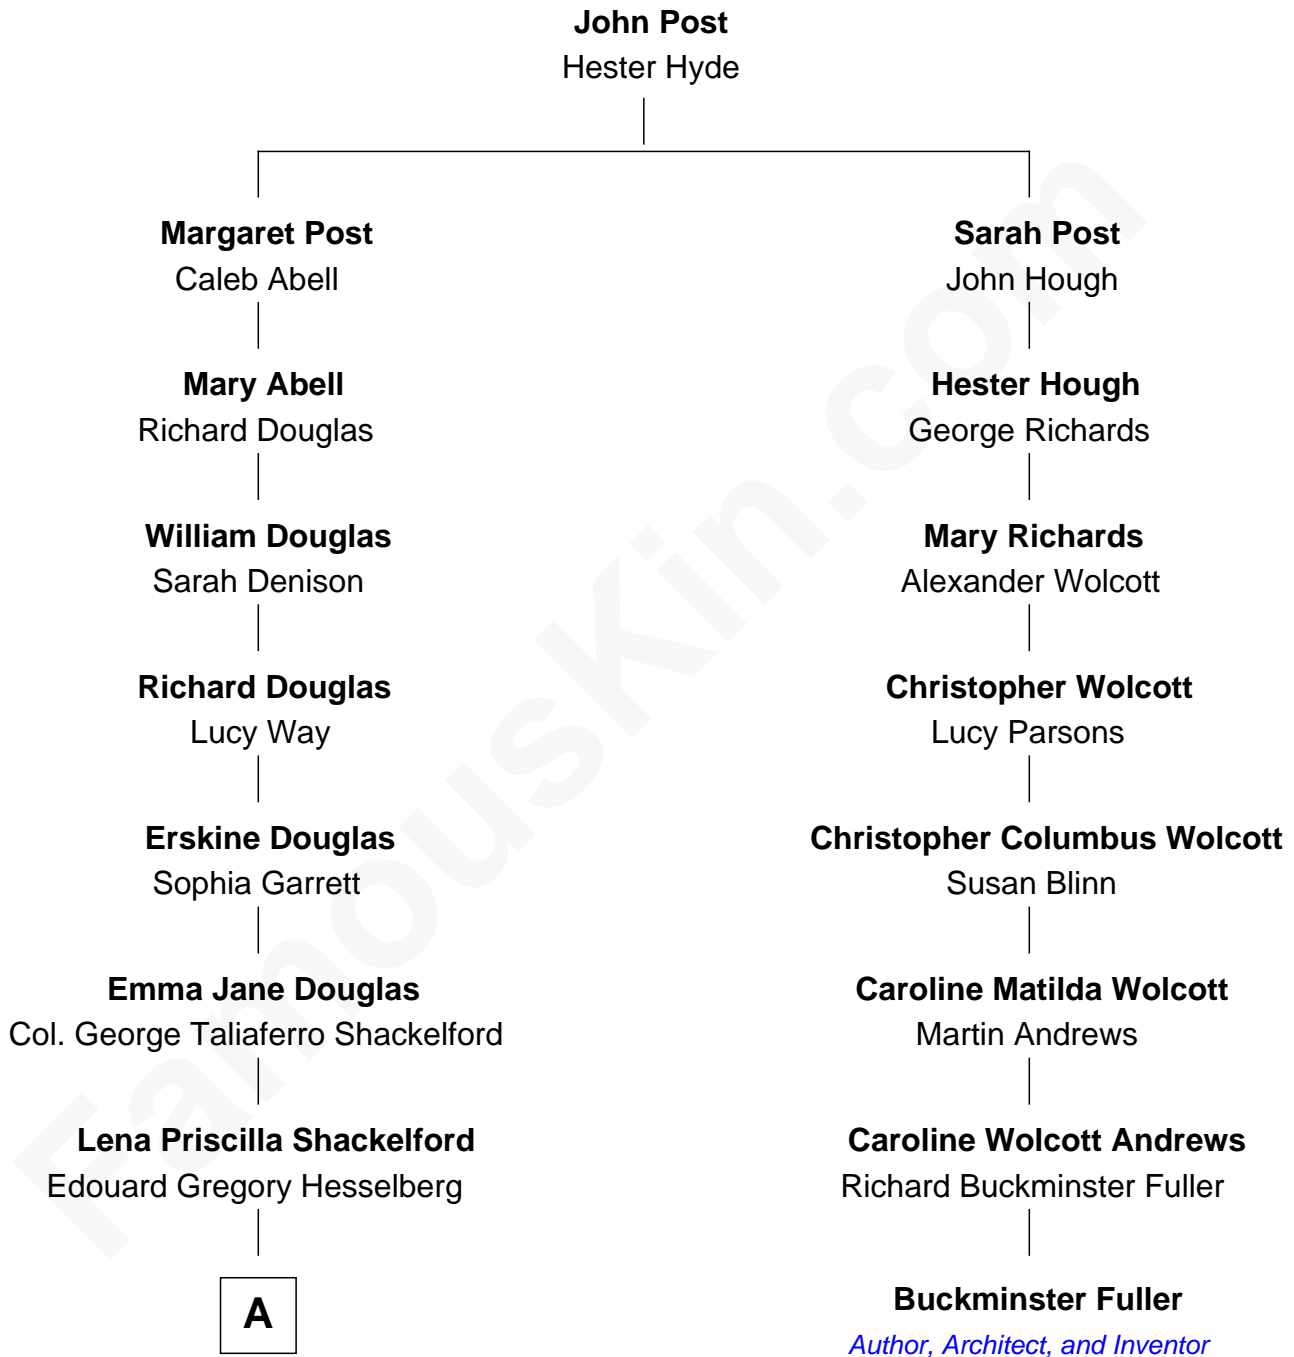 John Post
Hester Hyde
Margaret Post
Caleb Abell
Sarah Post
John Hough
Mary Abell
Richard Douglas
Hester Hough
George Richards
William Douglas
Sarah Denison
Mary Richards
Alexander Wolcott
Richard Douglas
Lucy Way
Christopher Wolcott
Lucy Parsons
Erskine Douglas
Sophia Garrett
Christopher Columbus Wolcott
Susan Blinn
Emma Jane Douglas
Col. George Taliaferro Shackelford
Caroline Matilda Wolcott
Martin Andrews
Lena Priscilla Shackelford
Edouard Gregory Hesselberg
Caroline Wolcott Andrews
Richard Buckminster Fuller
A
Buckminster Fuller
Author, Architect, and Inventor
FamousKin.com